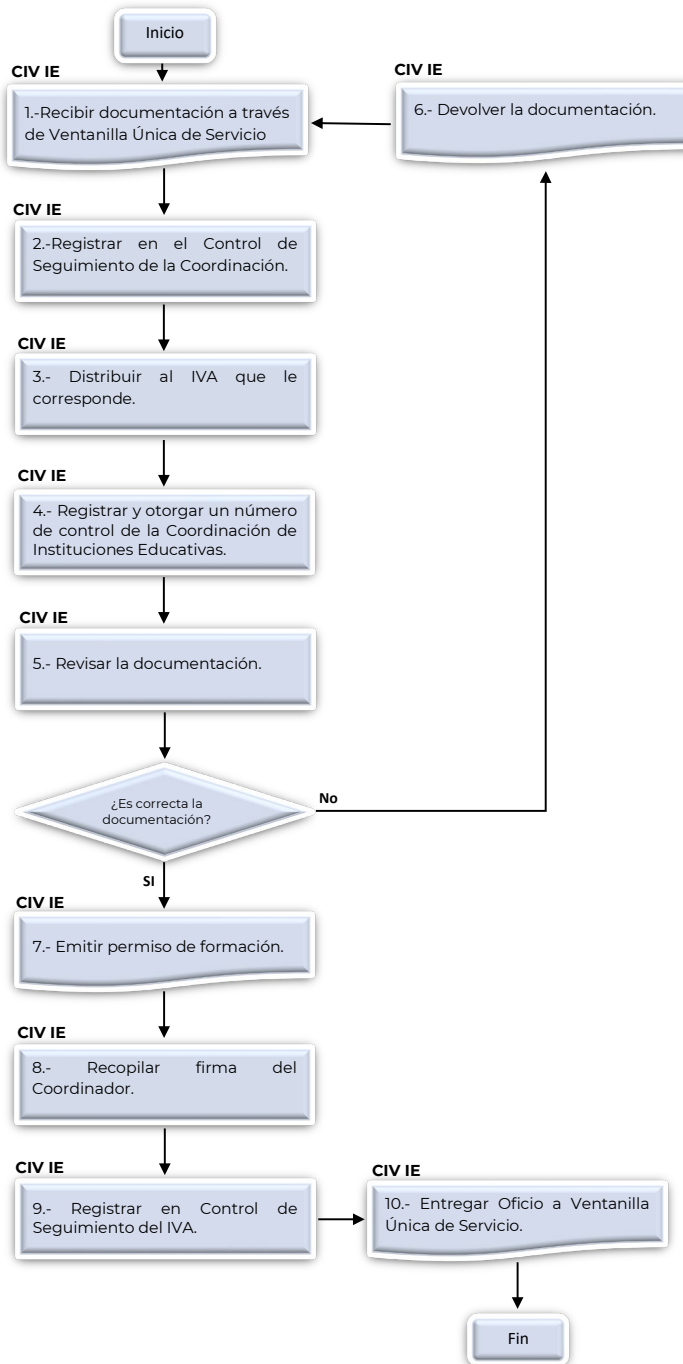 Inicio
CIV IE
1.-Recibir documentación a través
de Ventanilla Única de Servicio
CIV IE
6.- Devolver la documentación.
CIV IE
2.-Registrar en el Control de
Seguimiento de la Coordinación.
CIV IE
3.- Distribuir al IVA que le
corresponde.
CIV IE
4.- Registrar y otorgar un número
de control de la Coordinación de
Instituciones Educativas.
CIV IE
5.- Revisar la documentación.
¿Es correcta la
documentación?
No
SI
CIV IE
7.- Emitir permiso de formación.
CIV IE
8.- Recopilar firma del
Coordinador.
CIV IE
9.- Registrar en Control de
Seguimiento del IVA.
CIV IE
10.- Entregar Oficio a Ventanilla
Única de Servicio.
Fin